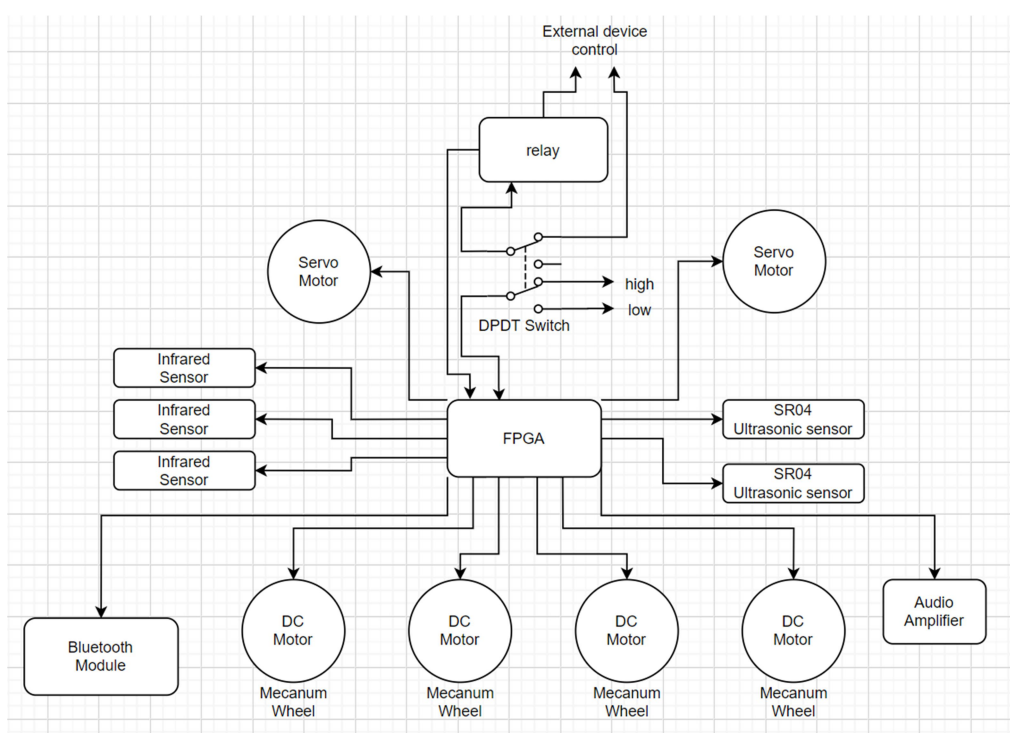 External device
control
relay
Servo
Motor
Servo
Motor
high
low
DPDT Switch
Infrared
Sensor
Infrared
Sensor
Infrared
Sensor
FPGA
SR04
Ultrasonic sensor
SR04
Ultrasonic sensor
Bluetooth
Module
DC
Motor
Mecanum
Wheel
DC
Motor
Mecanum
Wheel
DC
Motor
Mecanum
Wheel
DC
Motor
Mecanum
Wheel
Audio
Amplifier